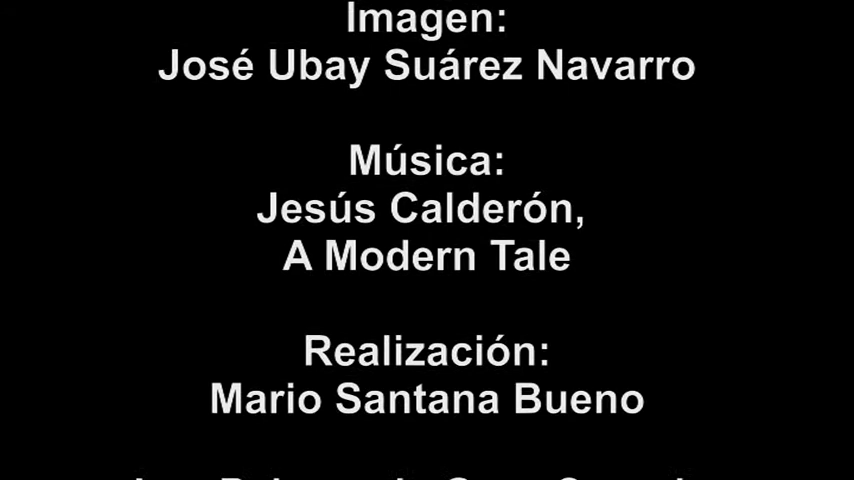 Imagen:
José Ubay Suárez Navarro
Música:
Jesús Calderón,
A Modern Tale
Realización:
Mario Santana Bueno